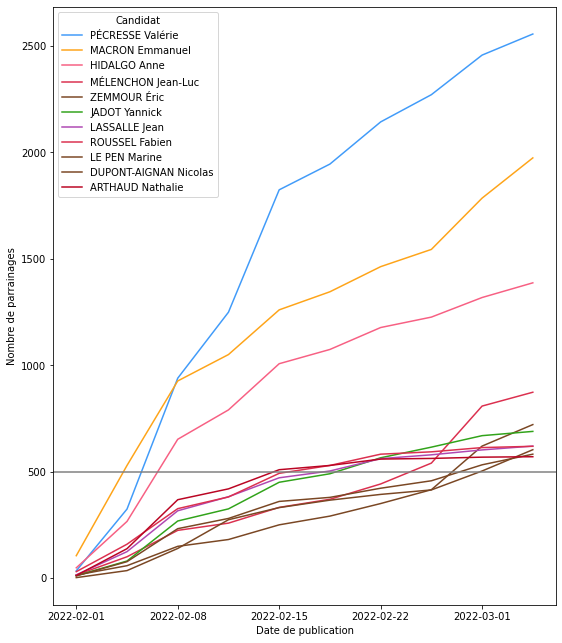 Candidat
PÉCRESSE Valérie
MACRON Emmanuel
HIDALGO Anne
MÉLENCHON Jean-Luc
ZEMMOUR Éric
JADOT Yannick
LASSALLE Jean
ROUSSEL Fabien
LE PEN Marine
DUPONT-AIGNAN Nicolas
ARTHAUD Nathalie
Nombre de parrainages
2500
2000
1500
1000
500
0
2022-02-01
2022-02-08
2022-02-15
2022-02-22
2022-03-01
Date de publication